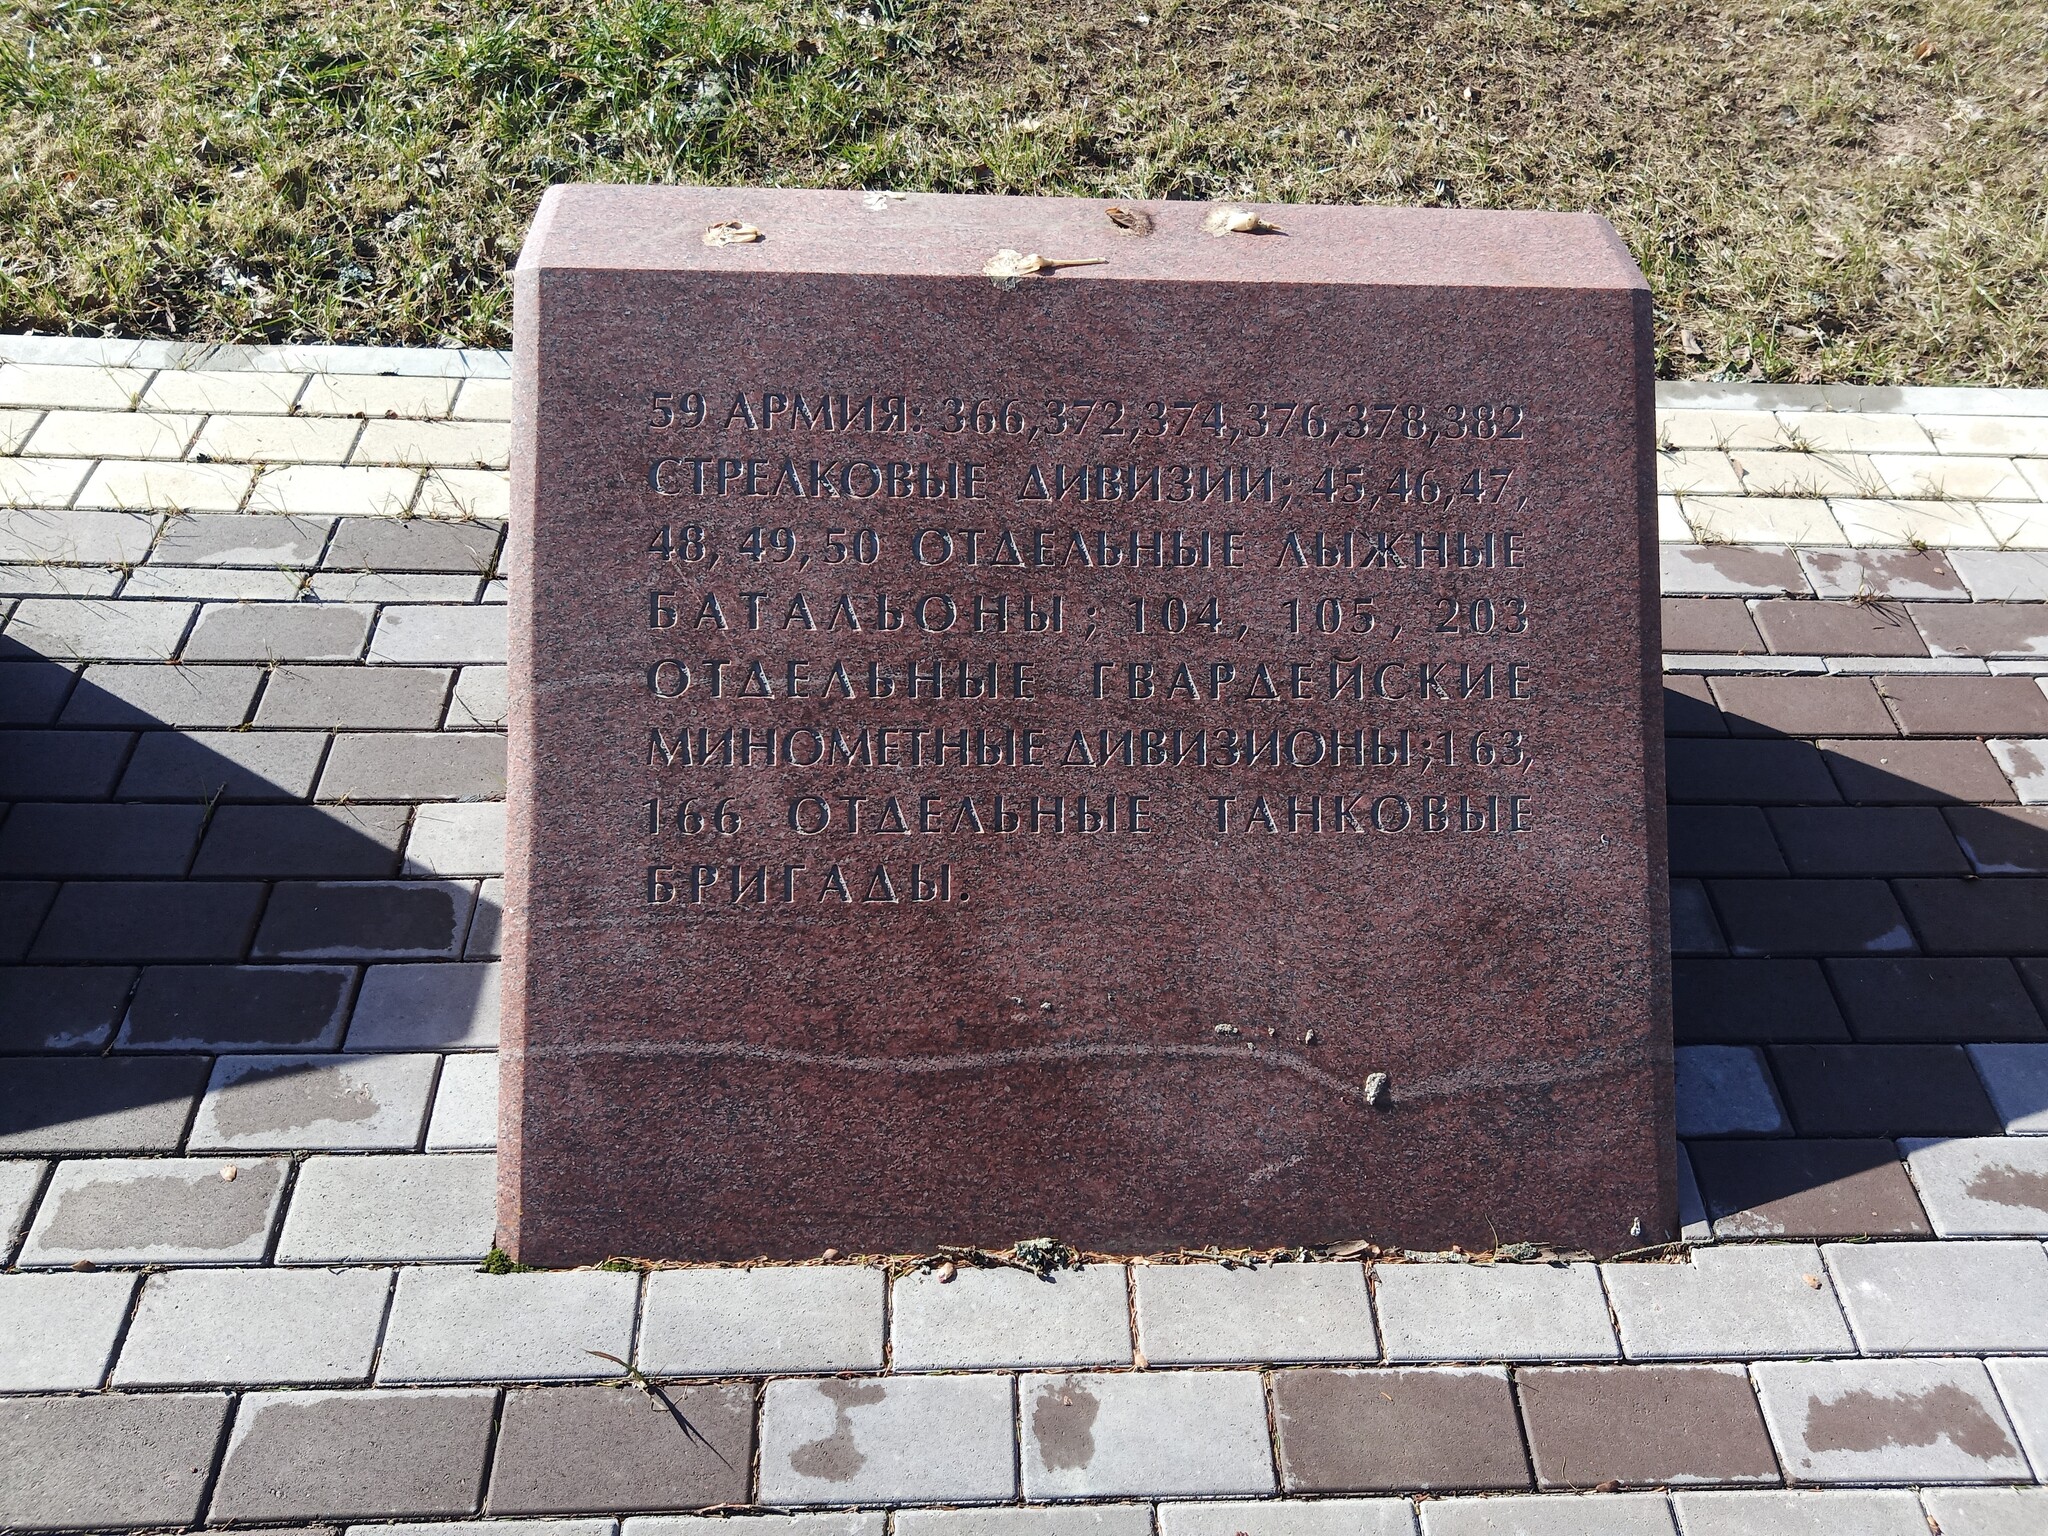 59 АРМИЯ: 366,372,374,376,378,382
СТРЕЛКОВЫЕ ДИВИЗИИ; 45,46,47,
48, 49,50 ОТДЕЛЬНЫЕ ЛЫЖНЫЕ
БАТАЛЬОНЫ; 104, 105, 203
ОТДЕЛЬНЫЕ ГВАРДЕЙСКИЕ
МИНОМЕТНЫЕ ДИВИЗИОНЫ;163,
166 ОТДЕЛЬНЫЕ ТАНКОВЫЕ
БРИГАДЫ.